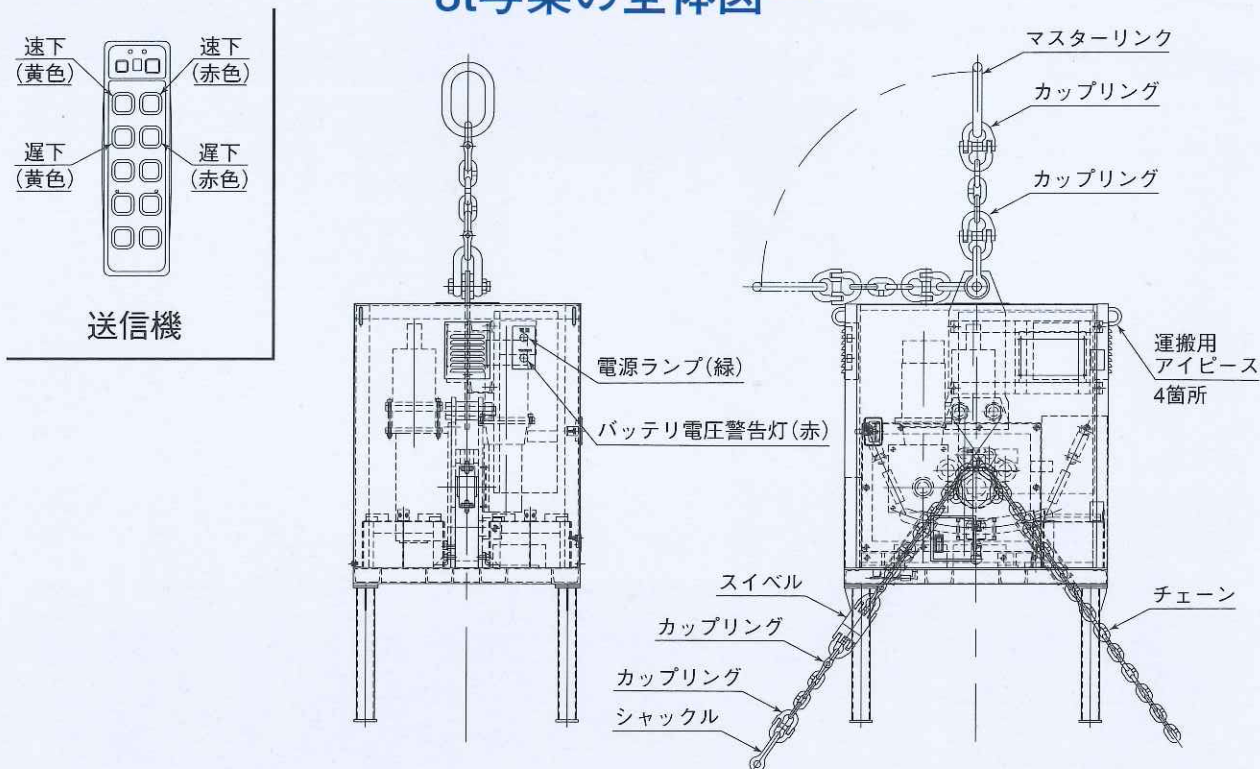 の全体図
速下
(黄色)
速下
(赤色)
遅下
(黄色)
遅下
(赤色)
送信機
マスターリンク
カップリング
カップリング
運搬用
アイピース
4箇所
電源ランプ(緑)
バッテリ電圧警告灯(赤)
スイベル
カップリング
カップリング
シャックル
チェーン